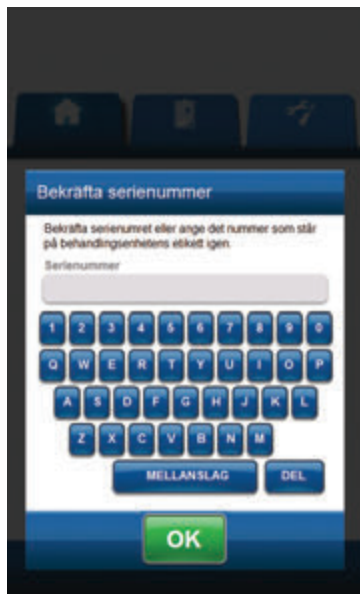 Bekräfta serienummer
Bekräfta serienumret eller ange det nummer som står
på behandlingsenhetens etikett igen.
Serienummer
1 2 3 4 5 6 7 8 9 0
Q W E R T Y U I O P
A S D F G H J K L
Z X C V B N M
MELLANSLAG DEL
OK